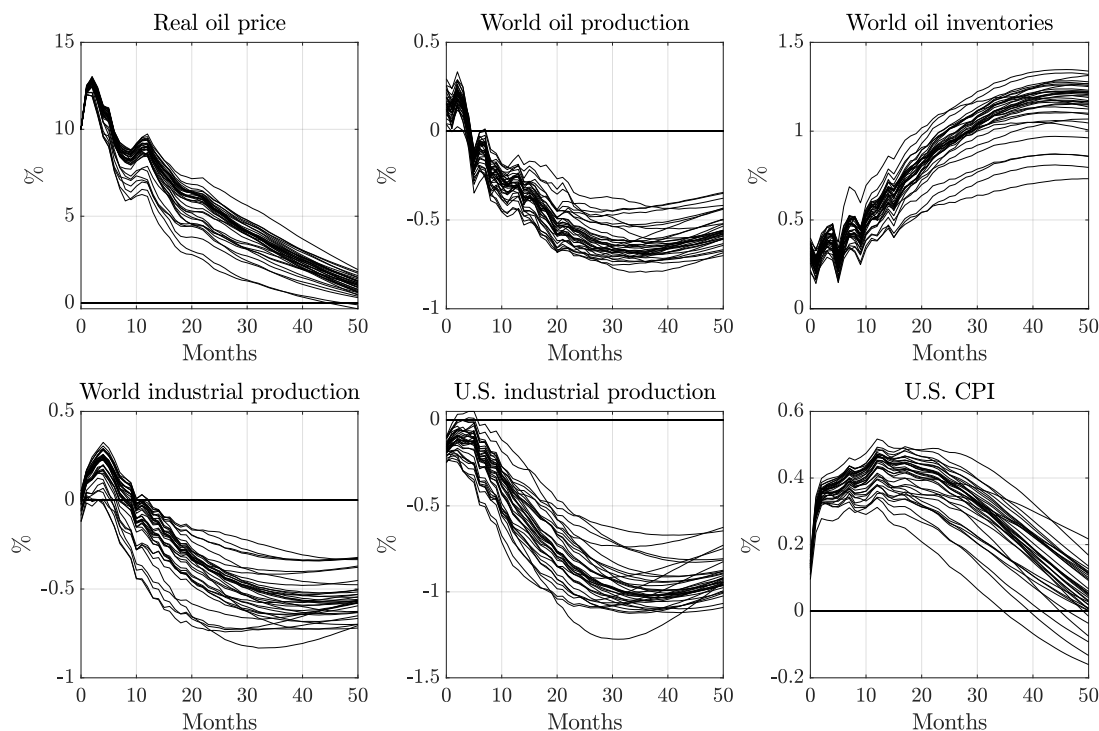 Real oil price
World oil production
World oil inventories
15
10
5
0
%
0 10 20 30 40 50
Months
0.5
0
-0.5
-1
%
0 10 20 30 40 50
Months
1.5
1
0.5
0
%
0 10 20 30 40 50
Months
World industrial production
U.S. industrial production
U.S. CPI
0.5
0
-0.5
-1
%
0 10 20 30 40 50
Months
0
-0.5
-1
-1.5
%
0 10 20 30 40 50
Months
0.6
0.4
0.2
0
-0.2
%
0 10 20 30 40 50
Months